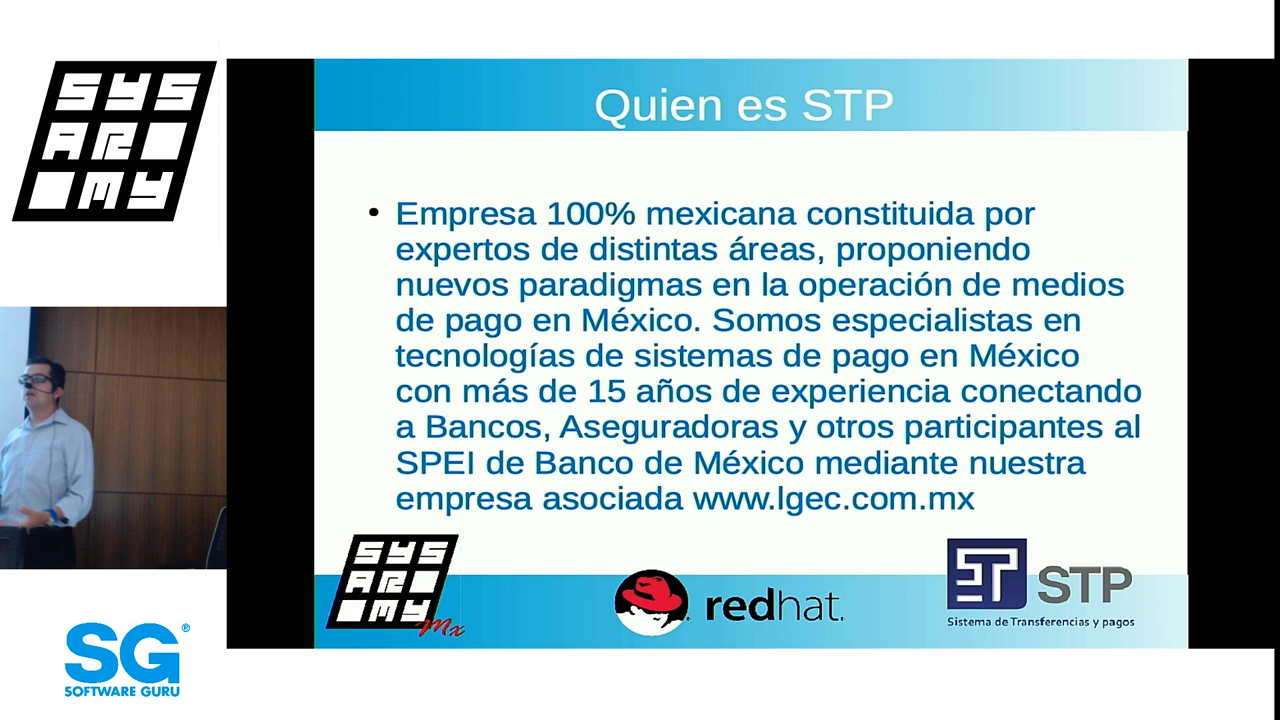 SYS
AR
MY
Quien es STP
• Empresa 100% mexicana constituida por
expertos de distintas áreas, proponiendo
nuevos paradigmas en la operación de medios
de pago en México. Somos especialistas en
tecnologías de sistemas de pago en México
con más de 15 años de experiencia conectando
a Bancos, Aseguradoras y otros participantes al
SPEI de Banco de México mediante nuestra
empresa asociada www.lgec.com.mx
SYS
AR
MY
Mx
redhat.
STP
Sistema de Transferencias y pagos
SG®
SOFTWARE GURU